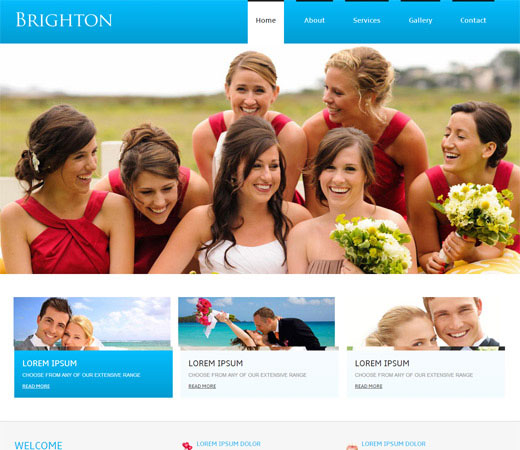 BRIGHTON
Home About Services Gallery Contact
LOREM IPSUM
CHOOSE FROM ANY OF OUR EXTENSIVE RANGE
READ MORE
LOREM IPSUM
CHOOSE FROM ANY OF OUR EXTENSIVE RANGE
READ MORE
LOREM IPSUM
CHOOSE FROM ANY OF OUR EXTENSIVE RANGE
READ MORE
WELCOME
LOREM IPSUM DOLOR
LOREM IPSUM DOLOR